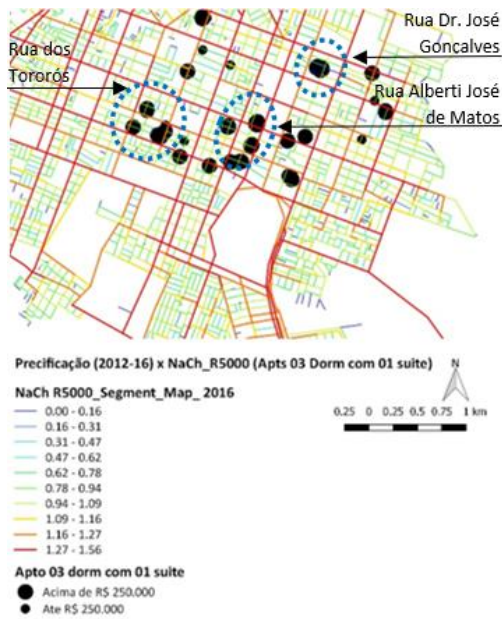 Rua Dr. José
Gonçalves
Rua dos
Tororós
Rua Alberti José
de Matos
Precificação (2012-16) x NaCh_R5000 (Apts 03 Dorm com 01 suite)
NaCh R5000_Segment_Map_ 2016
0.00 - 0.16
0.16 - 0.31
0.31 - 0.47
0.47 - 0.62
0.62 - 0.78
0.78 - 0.94
0.94 - 1.09
1.09 - 1.16
1.16 - 1.27
1.27 - 1.56
N
0.25 0 0.25 0.5 0.75 1 km
Apto 03 dorm com 01 suite
Acima de R$ 250.000
Ate R$ 250.000